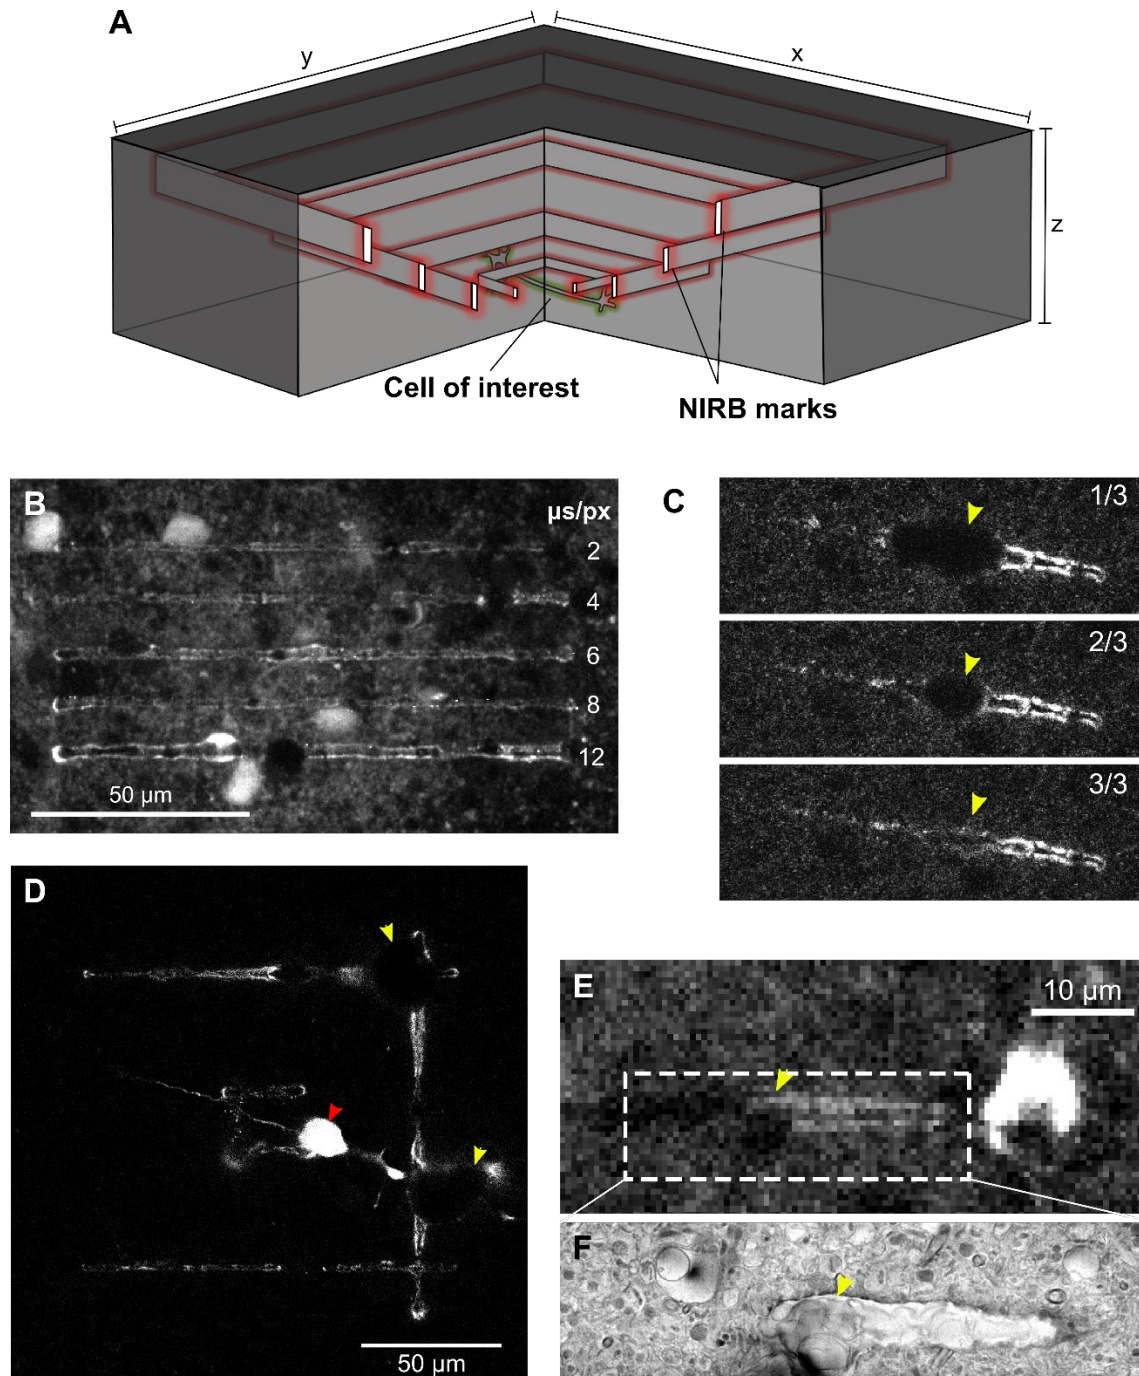 A
y
x
z
Cell of interest
NIRB marks
B
µs/px
2
4
6
8
12
50 µm
C
1/3
2/3
3/3
D
50 µm
E
10 µm
F